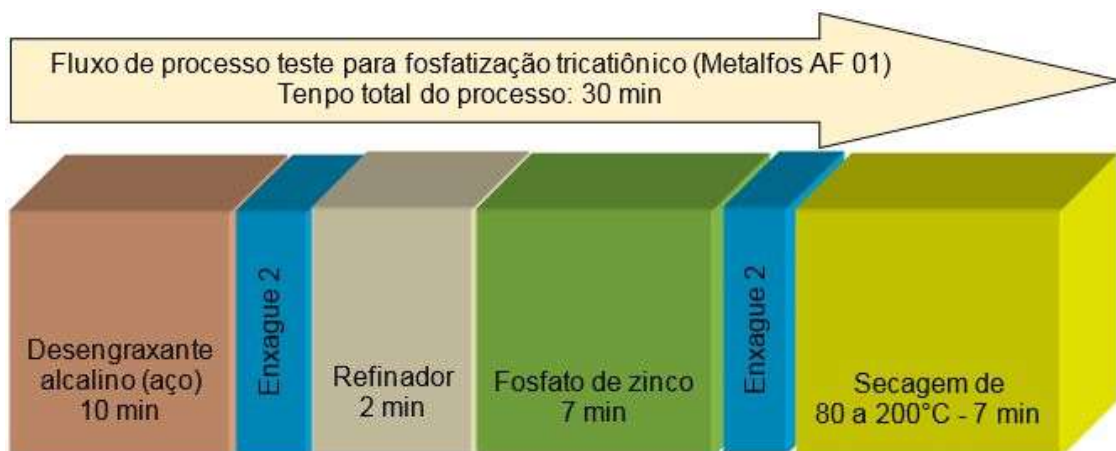 Fluxo de processo teste para fosfatização tricatiônico (Metalfos AF 01)
Tenpo total do processo: 30 min
Desengraxante
alcalino (aço)
10 min
Enxague 2
Refinador
2 min
Fosfato de zinco
7 min
Enxague 2
Secagem de
80 a 200°C - 7 min